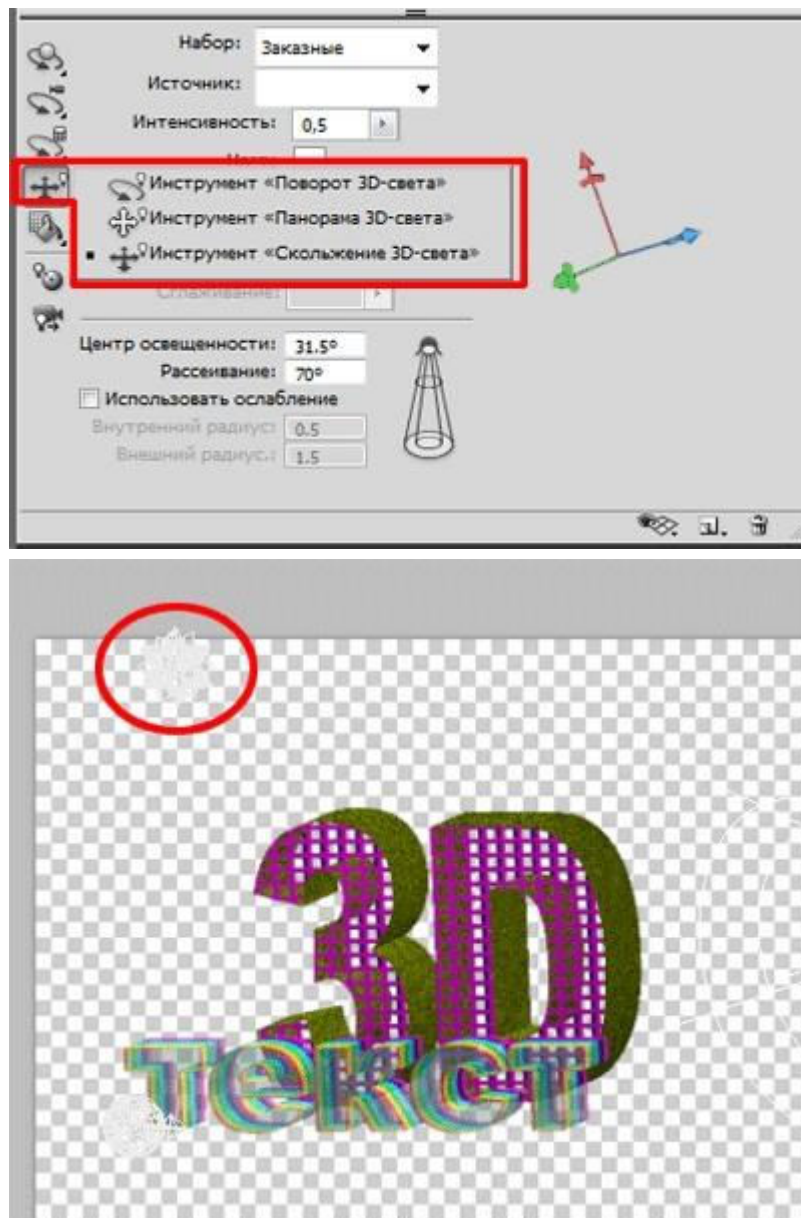 Набор: Заказные
Источник:
Интенсивность: 0,5
Инструмент «Поворот 3D-света»
Инструмент «Панорама 3D-света»
Инструмент «Скольжение 3D-света»
Сглаживание:
Центр освещенности: 31.5°
Рассеивание: 70°
Использовать ослабление
Внутренний радиус: 0.5
Внешний радиус.: 1.5
3D
текст